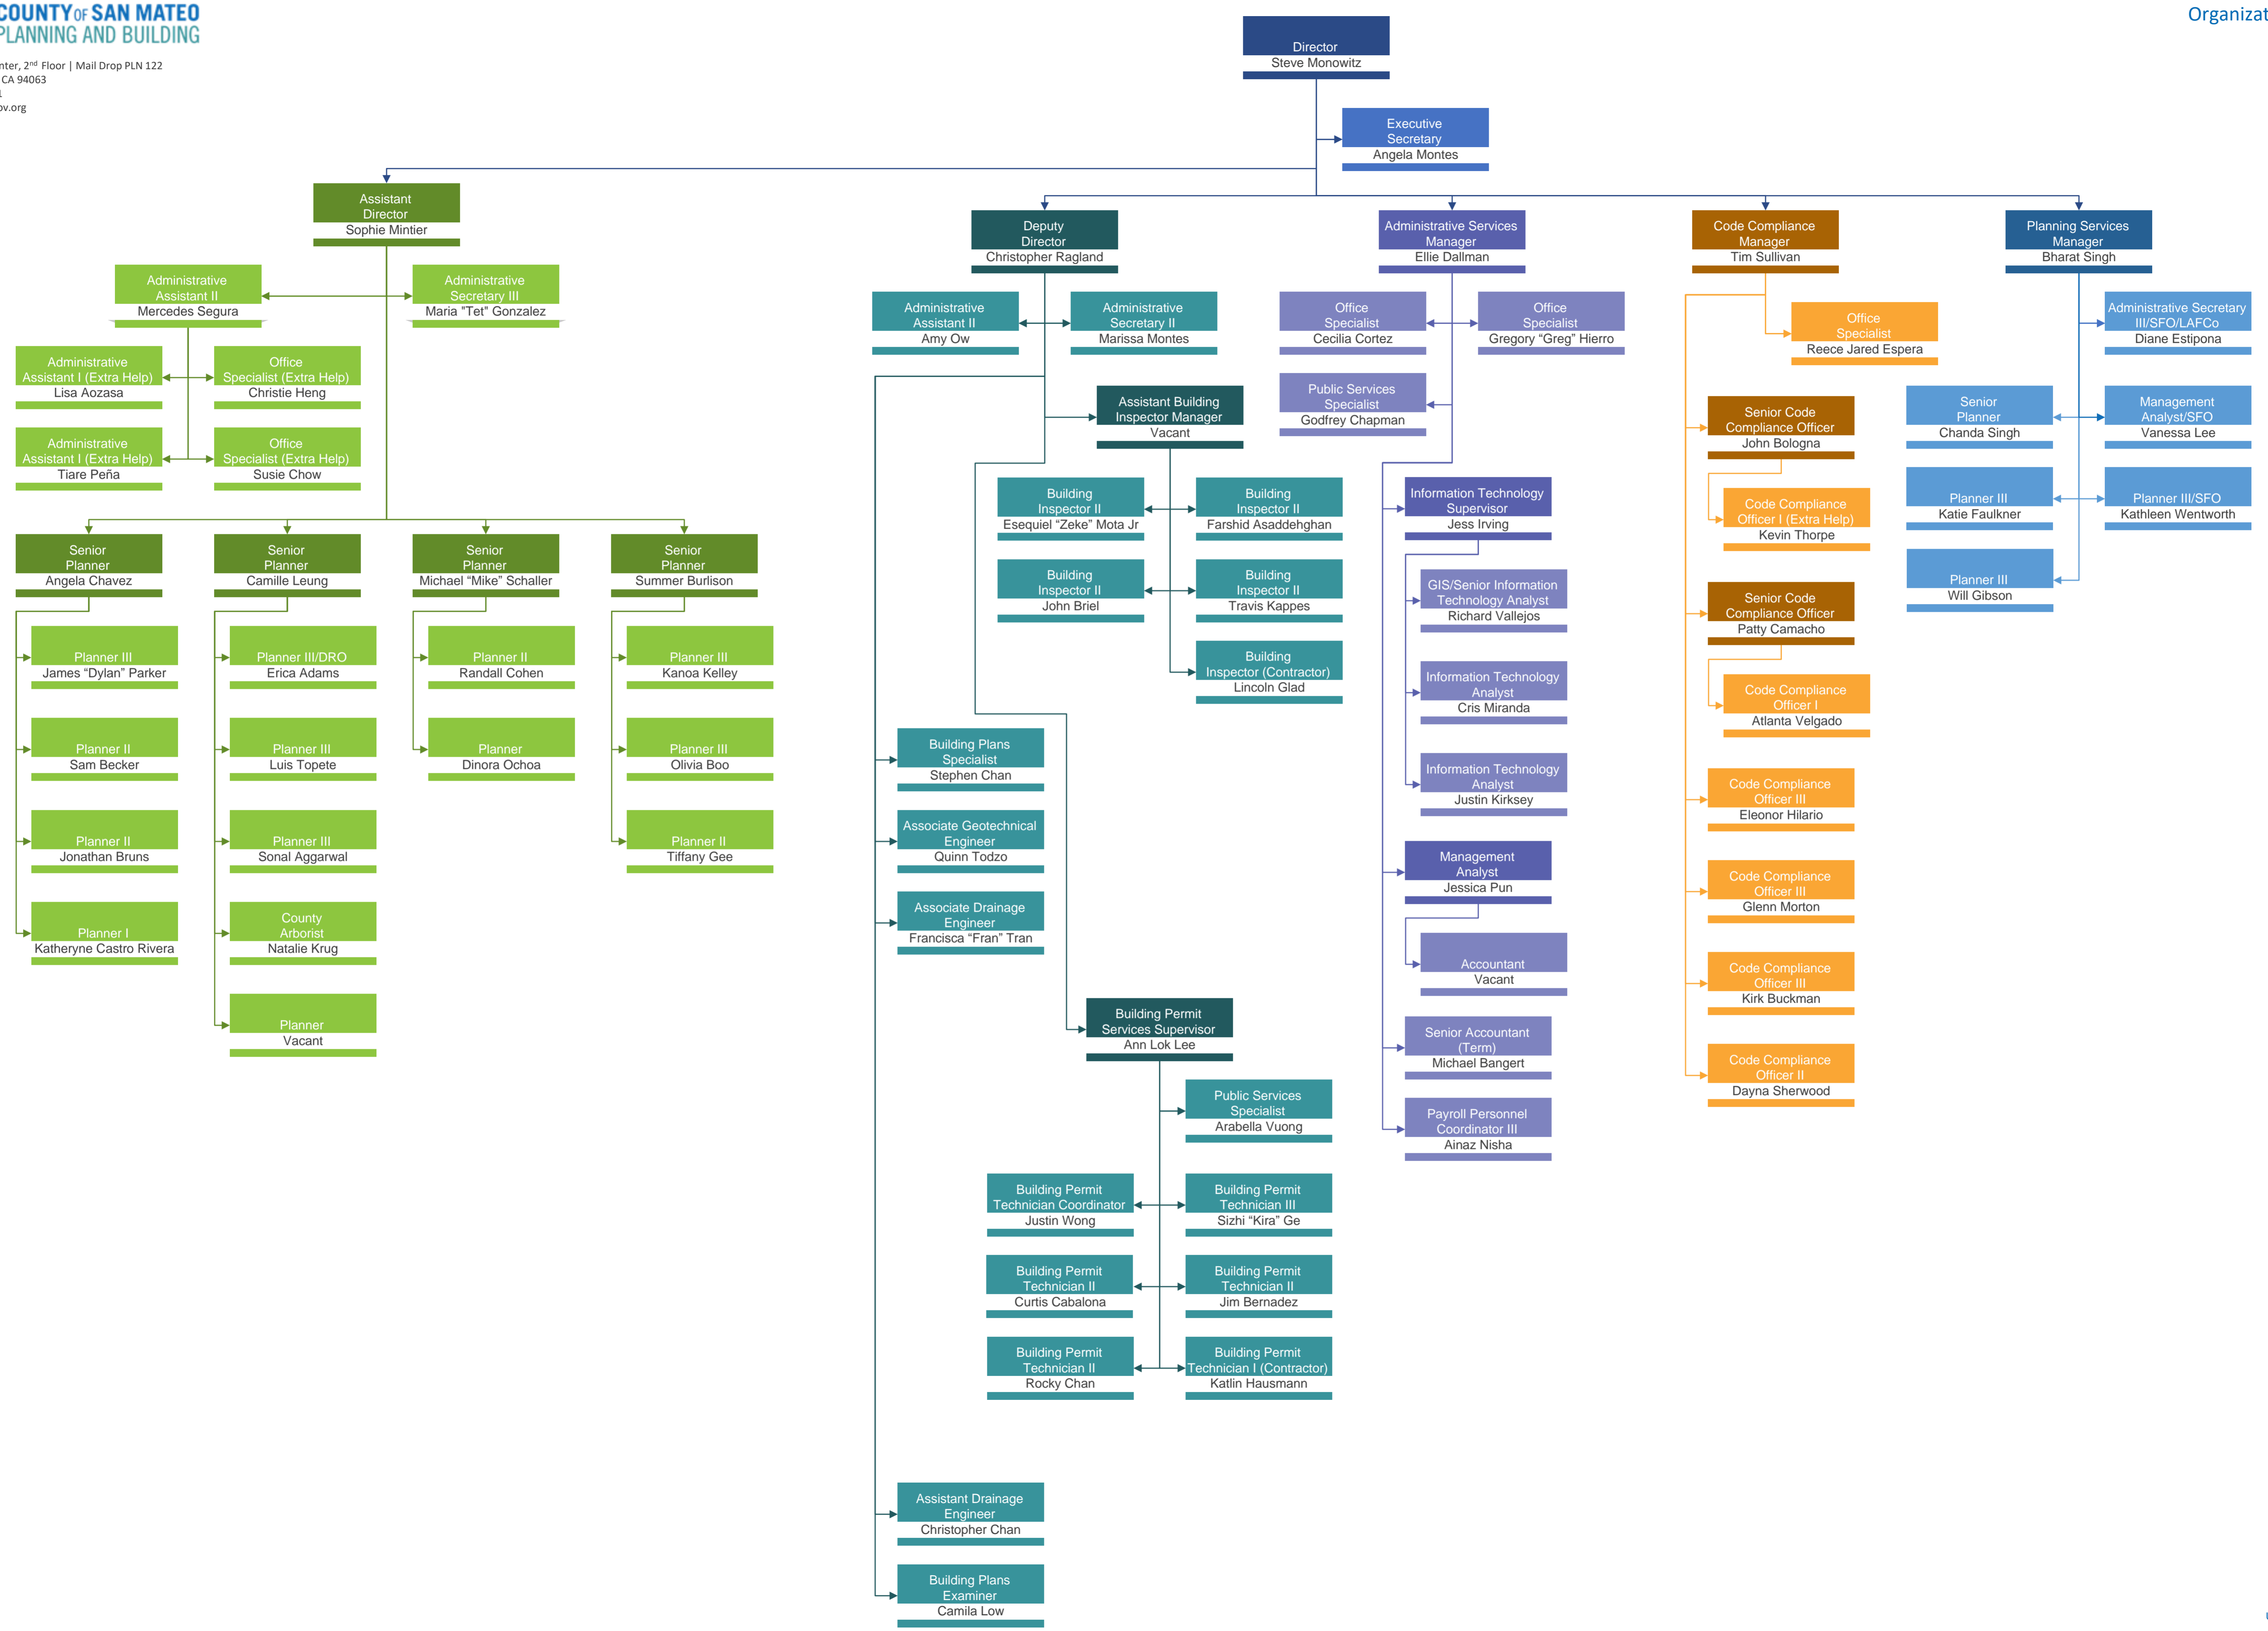 COUNTY OF SAN MATEO
PLANNING AND BUILDING
Organizat
nter, 2nd Floor | Mail Drop PLN 122
CA 94063
1
ov.org
Director
Steve Monowitz
Executive
Secretary
Angela Montes
Assistant
Director
Sophie Mintier
Administrative
Assistant II
Mercedes Segura
Administrative
Secretary III
Maria "Tet" Gonzalez
Administrative
Assistant I (Extra Help)
Lisa Aozasa
Office
Specialist (Extra Help)
Christie Heng
Administrative
Assistant I (Extra Help)
Tiare Peña
Office
Specialist (Extra Help)
Susie Chow
Senior
Planner
Angela Chavez
Planner III
James “Dylan” Parker
Planner II
Sam Becker
Planner II
Jonathan Bruns
Planner I
Katheryne Castro Rivera
Senior
Planner
Camille Leung
Planner III/DRO
Erica Adams
Planner III
Luis Topete
Planner III
Sonal Aggarwal
County
Arborist
Natalie Krug
Planner
Vacant
Senior
Planner
Michael “Mike” Schaller
Planner II
Randall Cohen
Planner
Dinora Ochoa
Senior
Planner
Summer Burlison
Planner III
Kanoa Kelley
Planner III
Olivia Boo
Planner II
Tiffany Gee
Deputy
Director
Christopher Ragland
Administrative
Assistant II
Amy Ow
Administrative
Secretary II
Marissa Montes
Assistant Building
Inspector Manager
Vacant
Building
Inspector II
Esequiel “Zeke” Mota Jr
Building
Inspector II
Farshid Asaddehghan
Building
Inspector II
John Briel
Building
Inspector II
Travis Kappes
Building
Inspector (Contractor)
Lincoln Glad
Building Plans
Specialist
Stephen Chan
Associate Geotechnical
Engineer
Quinn Todzo
Associate Drainage
Engineer
Francisca “Fran” Tran
Building Permit
Services Supervisor
Ann Lok Lee
Public Services
Specialist
Arabella Vuong
Building Permit
Technician Coordinator
Justin Wong
Building Permit
Technician III
Sizhi “Kira” Ge
Building Permit
Technician II
Curtis Cabalona
Building Permit
Technician II
Jim Bernadez
Building Permit
Technician II
Rocky Chan
Building Permit
Technician I (Contractor)
Katlin Hausmann
Assistant Drainage
Engineer
Christopher Chan
Building Plans
Examiner
Camila Low
Administrative Services
Manager
Ellie Dallman
Office
Specialist
Cecilia Cortez
Office
Specialist
Gregory “Greg” Hierro
Public Services
Specialist
Godfrey Chapman
Information Technology
Supervisor
Jess Irving
GIS/Senior Information
Technology Analyst
Richard Vallejos
Information Technology
Analyst
Cris Miranda
Information Technology
Analyst
Justin Kirksey
Management
Analyst
Jessica Pun
Accountant
Vacant
Senior Accountant
(Term)
Michael Bangert
Payroll Personnel
Coordinator III
Ainaz Nisha
Code Compliance
Manager
Tim Sullivan
Office
Specialist
Reece Jared Espera
Senior Code
Compliance Officer
John Bologna
Code Compliance
Officer I (Extra Help)
Kevin Thorpe
Senior Code
Compliance Officer
Patty Camacho
Code Compliance
Officer I
Atlanta Velgado
Code Compliance
Officer III
Eleonor Hilario
Code Compliance
Officer III
Glenn Morton
Code Compliance
Officer III
Kirk Buckman
Code Compliance
Officer II
Dayna Sherwood
Planning Services
Manager
Bharat Singh
Administrative Secretary
III/SFO/LAFCo
Diane Estipona
Senior
Planner
Chanda Singh
Management
Analyst/SFO
Vanessa Lee
Planner III
Katie Faulkner
Planner III/SFO
Kathleen Wentworth
Planner III
Will Gibson